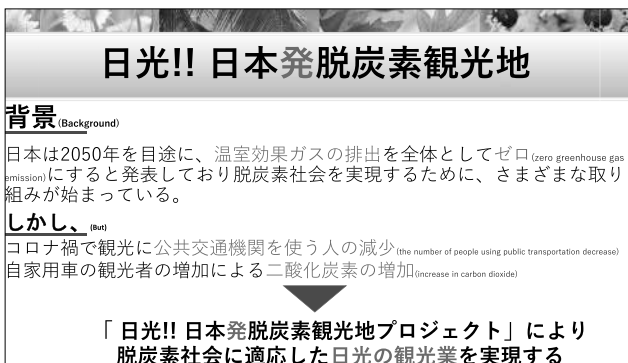 日光!! 日本発脱炭素観光地
背景(Background)
日本は2050年を目途に、温室効果ガスの排出を全体としてゼロ(zero greenhouse gas
emission)にすると発表しており脱炭素社会を実現するために、さまざまな取り
組みが始まっている。
しかし、(But)
コロナ禍で観光に公共交通機関を使う人の減少(the number of people using public transportation decrease)
自家用車の観光者の増加による二酸化炭素の増加(increase in carbon dioxide)
「 日光!! 日本発脱炭素観光地プロジェクト」により
脱炭素社会に適応した日光の観光業を実現する